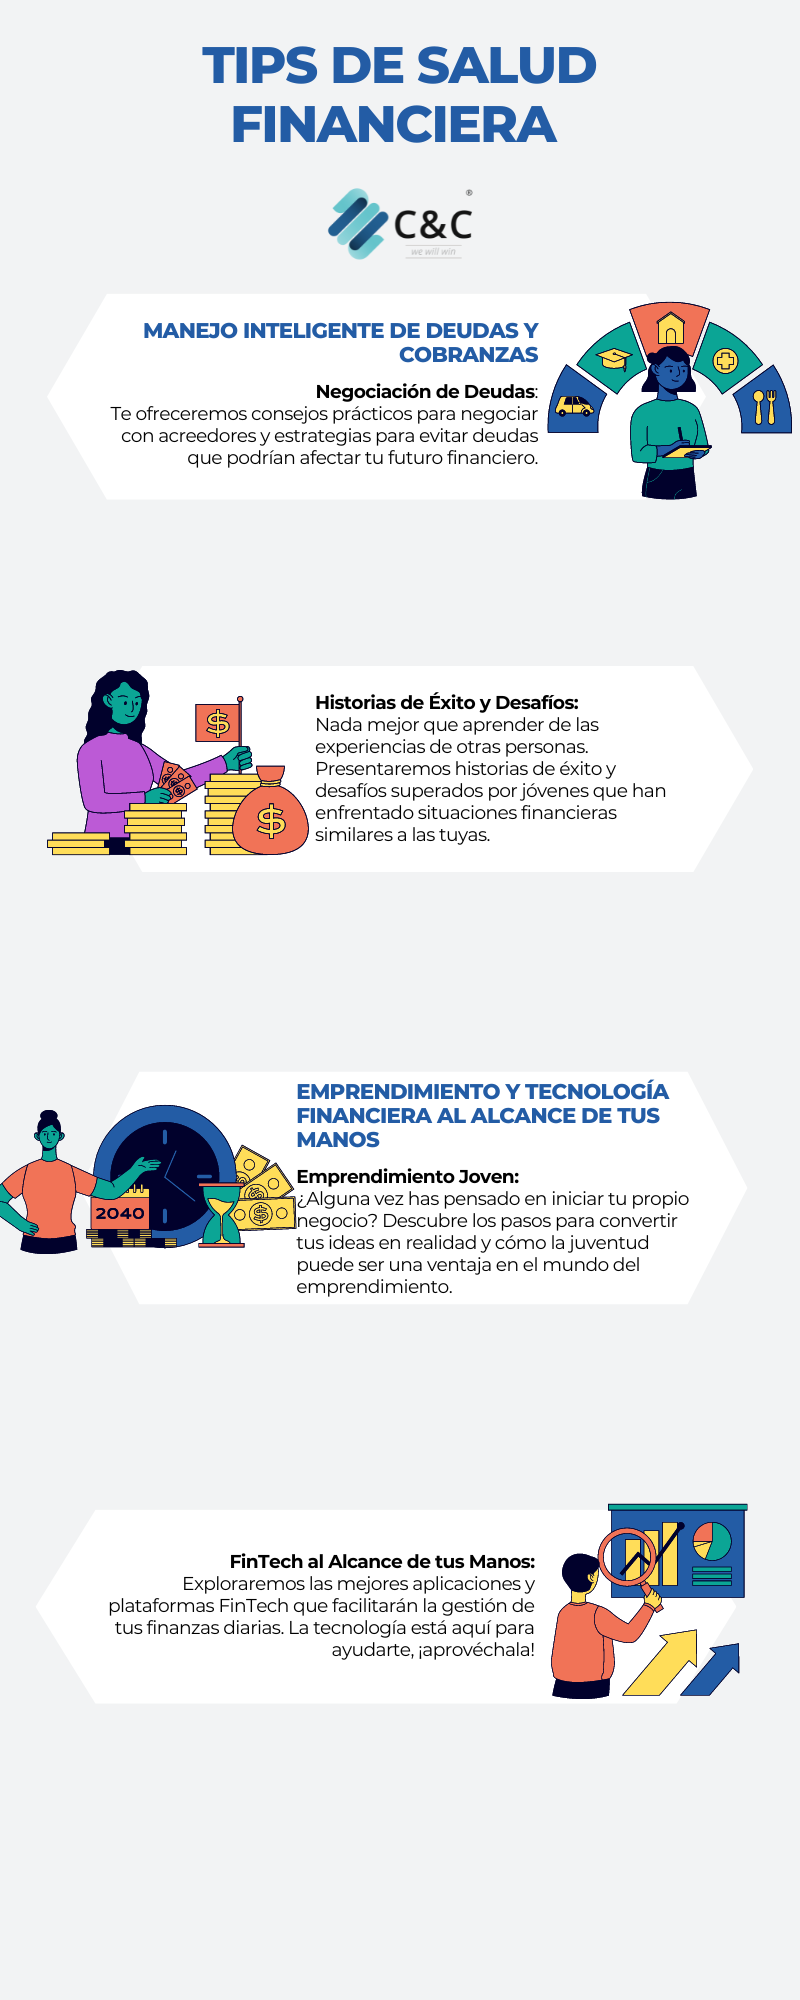 TIPS DE SALUD
FINANCIERA
®
C&C
we will win
MANEJO INTELIGENTE DE DEUDAS Y
COBRANZAS
Negociación de Deudas:
Te ofreceremos consejos prácticos para negociar
con acreedores y estrategias para evitar deudas
que podrían afectar tu futuro financiero.
$
$
Historias de Éxito y Desafíos:
Nada mejor que aprender de las
experiencias de otras personas.
Presentaremos historias de éxito y
desafíos superados por jóvenes que han
enfrentado situaciones financieras
similares a las tuyas.
EMPRENDIMIENTO Y TECNOLOGÍA
FINANCIERA AL ALCANCE DE TUS
MANOS
2040
Emprendimiento Joven:
¿Alguna vez has pensado en iniciar tu propio
negocio? Descubre los pasos para convertir
tus ideas en realidad y cómo la juventud
puede ser una ventaja en el mundo del
emprendimiento.
FinTech al Alcance de tus Manos:
Exploraremos las mejores aplicaciones y
plataformas FinTech que facilitarán la gestión de
tus finanzas diarias. La tecnología está aquí para
ayudarte, ¡aprovéchala!